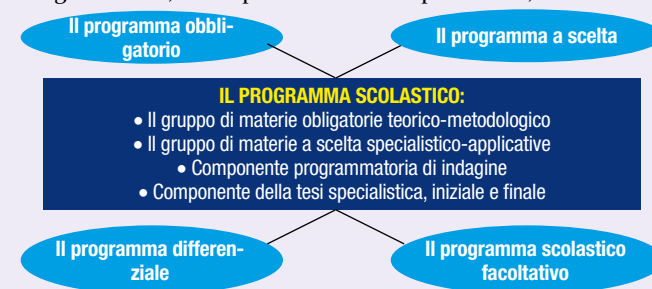 Il programma obbli-
gatorio
Il programma a scelta
IL PROGRAMMA SCOLASTICO:
• Il gruppo di materie obligatorie teorico-metodologico
• Il gruppo di materie a scelta specialistico-applicative
• Componente programmatoria di indagine
• Componente della tesi specialistica, iniziale e finale
Il programma differen-
ziale
Il programma scolastico
facoltativo